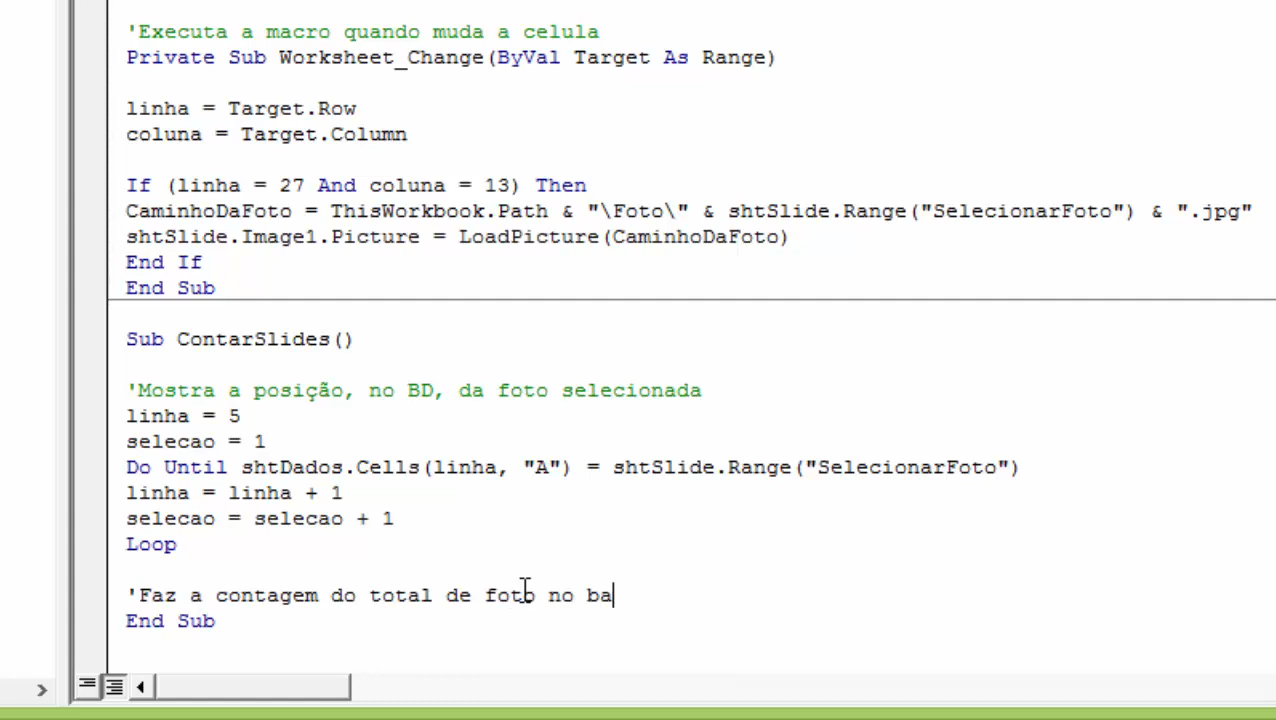 'Executa a macro quando muda a celula
Private Sub Worksheet_Change(ByVal Target As Range)
linha = Target.Row
coluna = Target.Column
If (linha = 27 And coluna = 13) Then
CaminhoDaFoto = ThisWorkbook.Path & "\Foto\" & shtSlide.Range("SelecionarFoto") & ".jpg"
shtSlide.Image1.Picture = LoadPicture(CaminhoDaFoto)
End If
End Sub
Sub ContarSlides()
'Mostra a posição, no BD, da foto selecionada
linha = 5
selecao = 1
Do Until shtDados.Cells(linha, "A") = shtSlide.Range("SelecionarFoto")
linha = linha + 1
selecao = selecao + 1
Loop
'Faz a contagem do total de foto no ba
End Sub